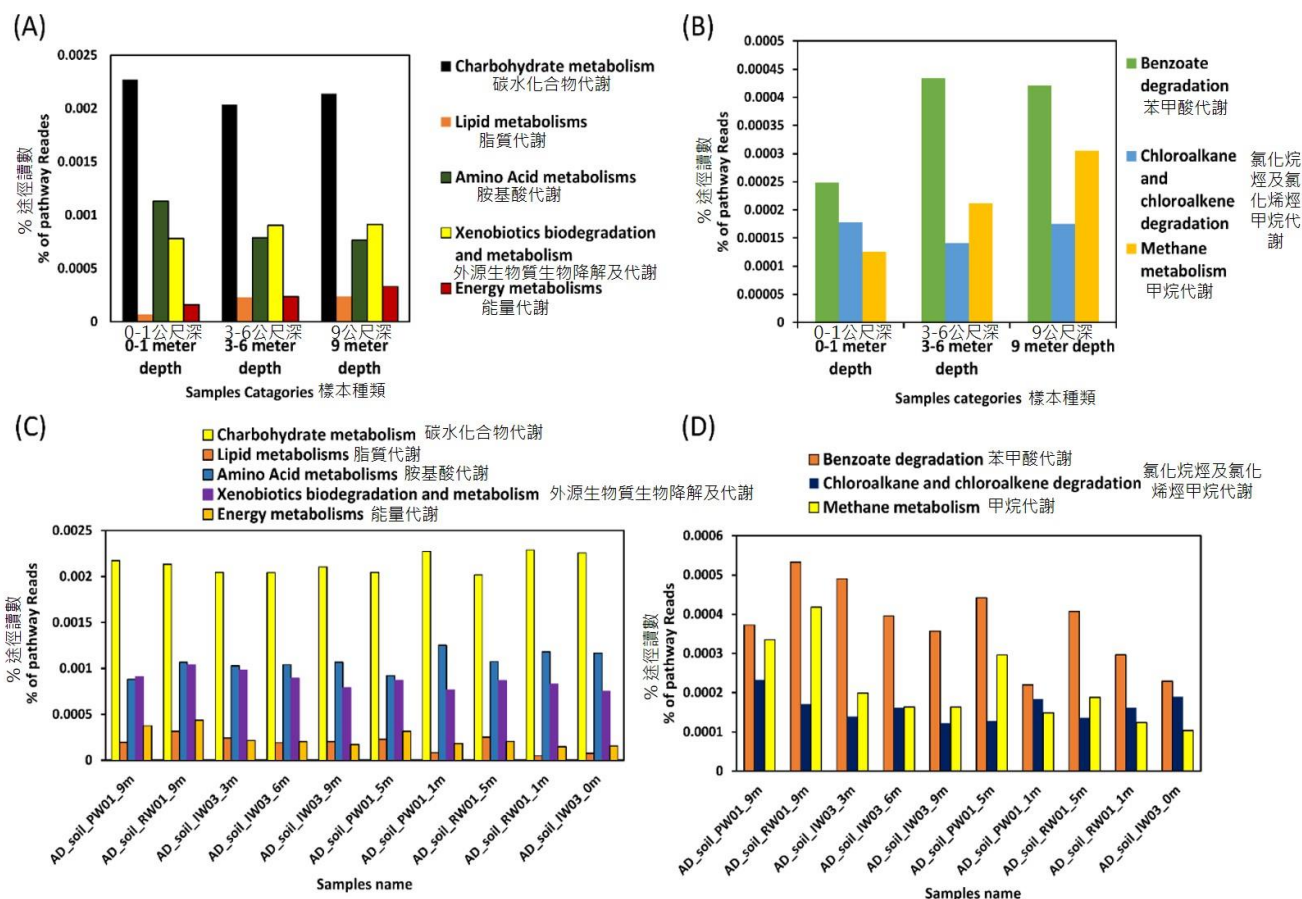 (A)
0.0025
0.002
0.0015
0.001
0.0005
0
% 途徑讀數
% of pathway Reades
0-1公尺深
0-1 meter
depth
3-6公尺深
3-6 meter
depth
9公尺深
9 meter
depth
Samples Catagories 樣本種類
Charbohydrate metabolism
碳水化合物代謝
Lipid metabolisms
脂質代謝
Amino Acid metabolisms
胺基酸代謝
Xenobiotics biodegradation
and metabolism
外源生物質生物降解及代謝
Energy metabolisms
能量代謝
(B)
0.0005
0.00045
0.0004
0.00035
0.0003
0.00025
0.0002
0.00015
0.0001
0.00005
0
% 途徑讀數
% of pathway Reads
0-1公尺深
0-1 meter
depth
3-6公尺深
3-6 meter
depth
9公尺深
9 meter depth
Samples categories 樣本種類
Benzoate
degradation
苯甲酸代謝
Chloroalkane
and
chloroalkene
degradation
氯化烷
烴及氯
化烯烴
甲烷代
謝
Methane
metabolism
甲烷代謝
(C)
Charbohydrate metabolism 碳水化合物代謝
Lipid metabolisms 脂質代謝
Amino Acid metabolisms 胺基酸代謝
Xenobiotics biodegradation and metabolism 外源生物質生物降解及代謝
Energy metabolisms 能量代謝
0.0025
0.002
0.0015
0.001
0.0005
0
% 途徑讀數
% of pathway Reads
AD_soil_PW01_9m
AD_soil_RW01_9m
AD_soil_IW03_3m
AD_soil_IW03_6m
AD_soil_IW03_9m
AD_soil_PW01_5m
AD_soil_PW01_1m
AD_soil_RW01_5m
AD_soil_RW01_1m
AD_soil_IW03_0m
Samples name
(D)
Benzoate degradation 苯甲酸代謝
Chloroalkane and chloroalkene degradation 氯化烷烴及氯化
烯烴甲烷代謝
Methane metabolism 甲烷代謝
0.0006
0.0005
0.0004
0.0003
0.0002
0.0001
0
% 途徑讀數
% of pathway Reads
AD_soil_PW01_9m
AD_soil_RW01_9m
AD_soil_IW03_3m
AD_soil_IW03_6m
AD_soil_IW03_9m
AD_soil_PW01_5m
AD_soil_PW01_1m
AD_soil_RW01_5m
AD_soil_RW01_1m
AD_soil_IW03_0m
Samples name